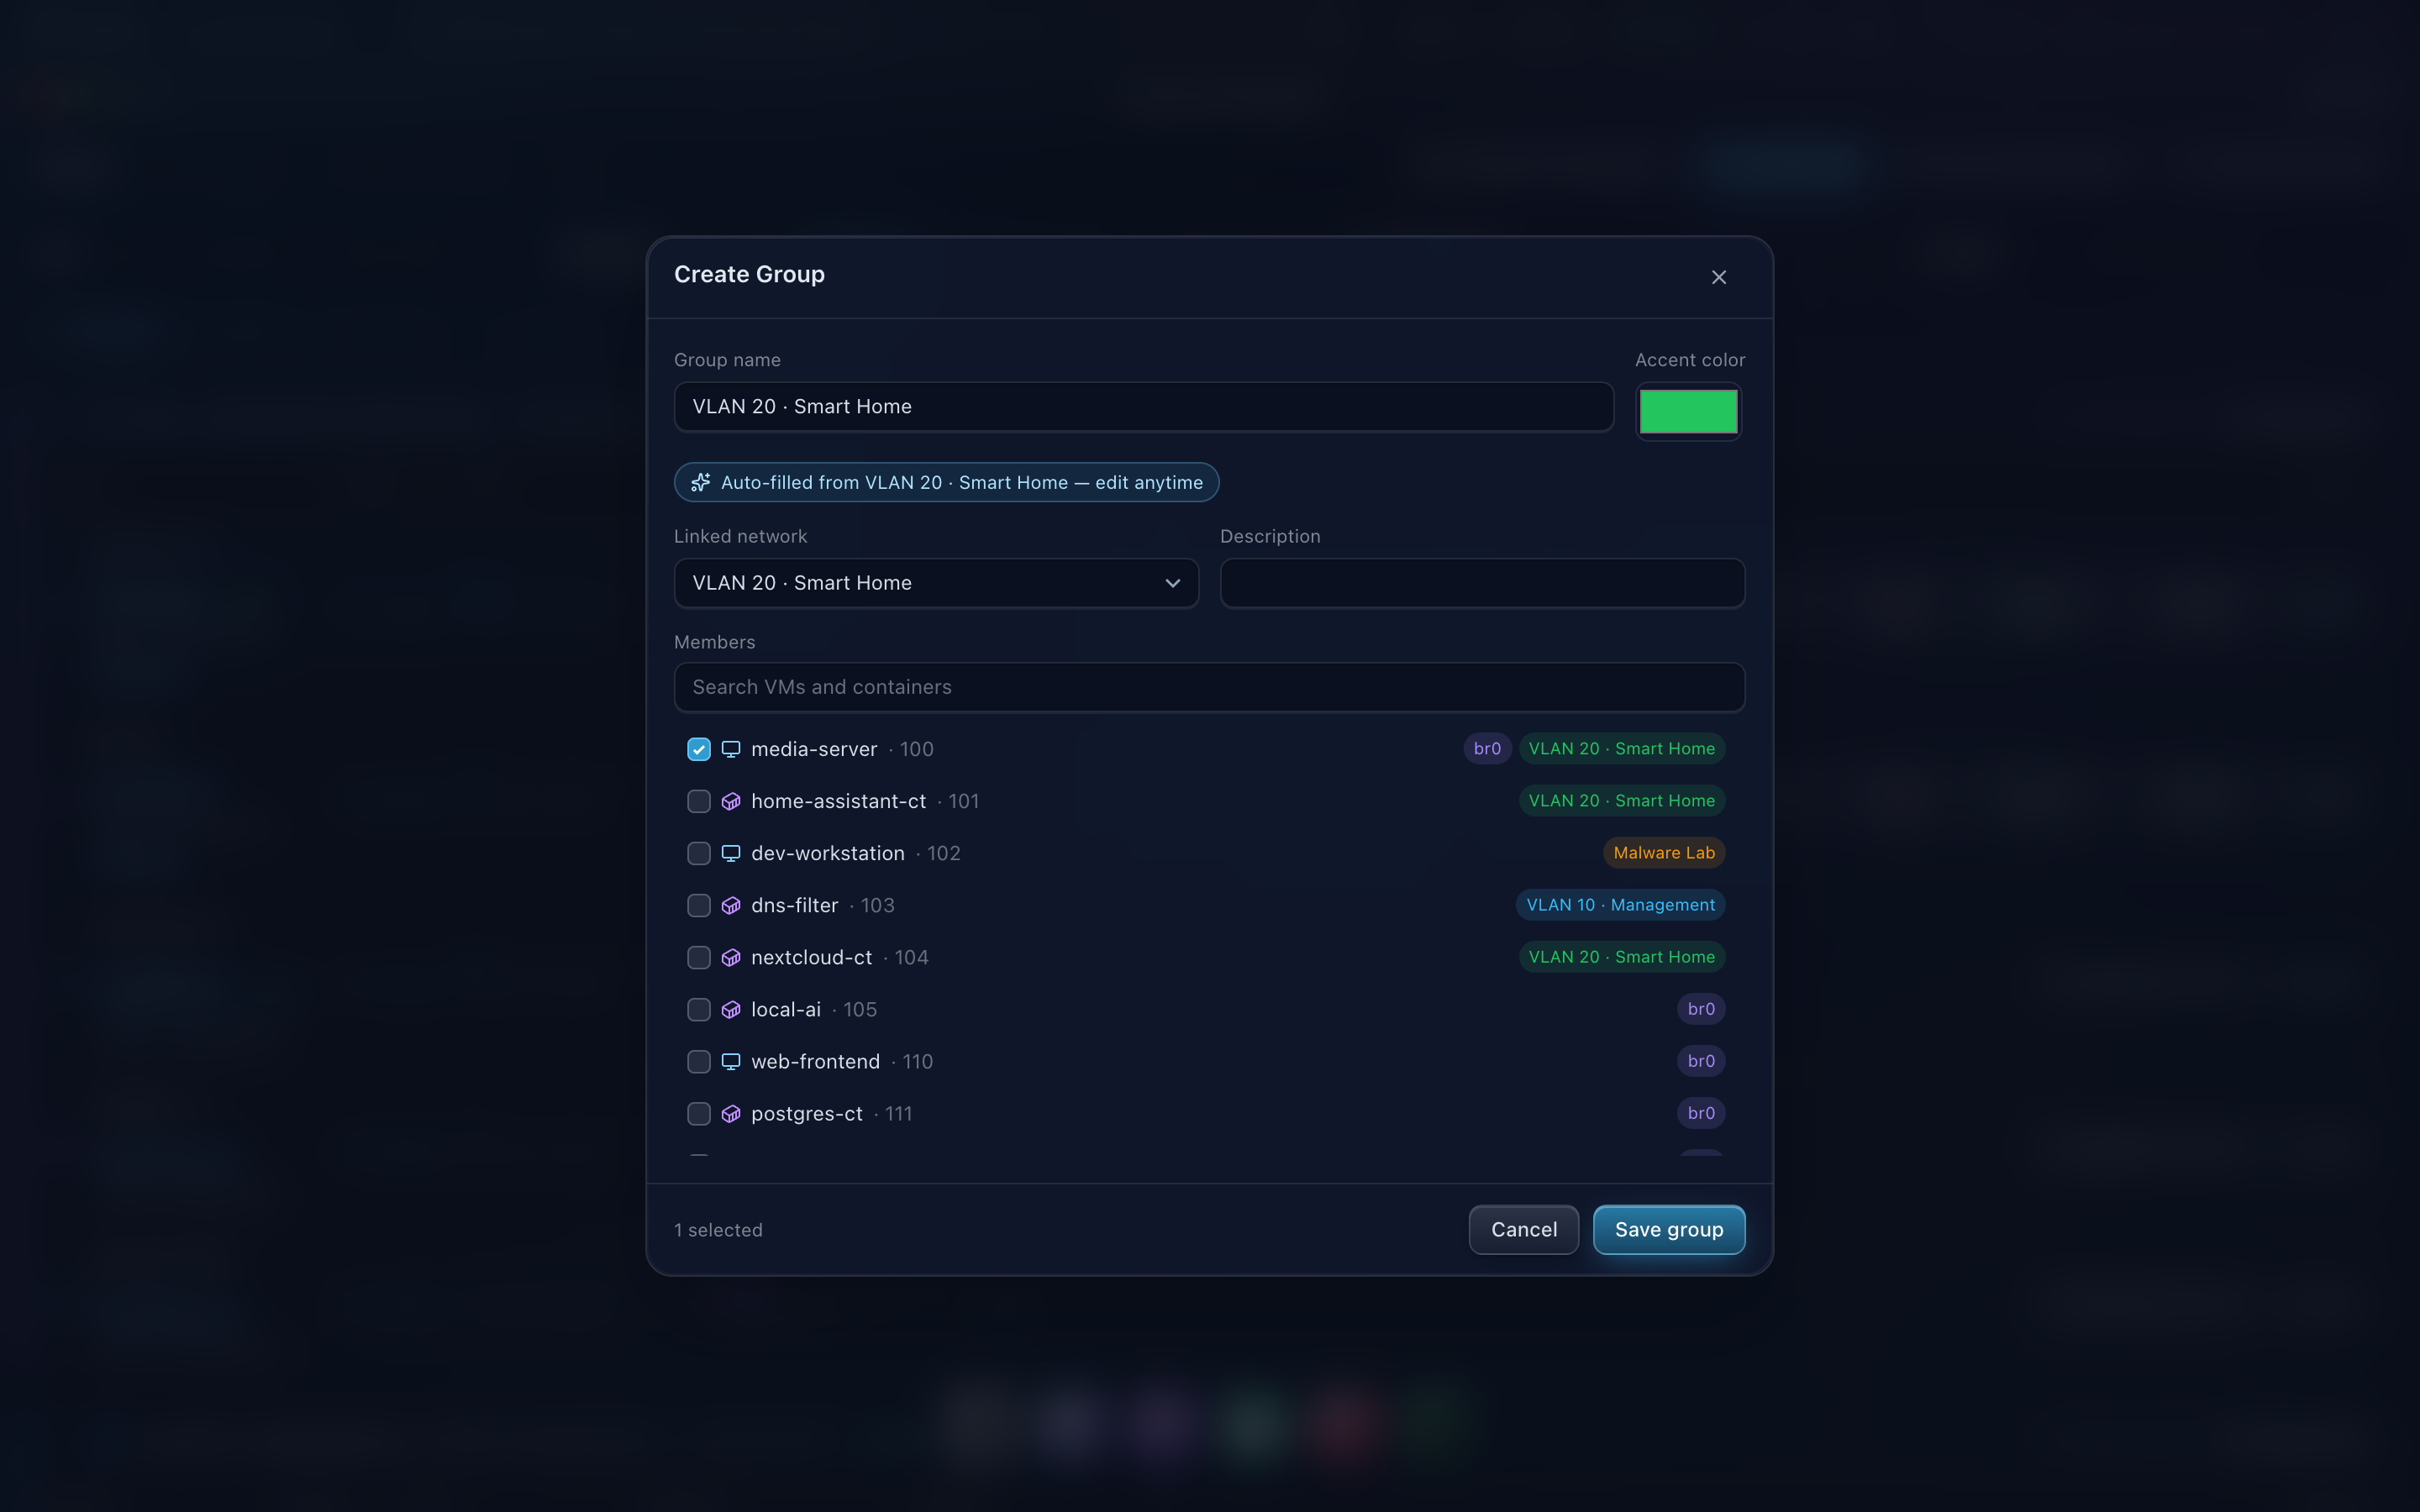 Create Group
Group name
Accent color
VLAN 20 · Smart Home
Auto-filled from VLAN 20 · Smart Home — edit anytime
Linked network
Description
VLAN 20 · Smart Home
Members
Search VMs and containers
media-server · 100 br0 VLAN 20 · Smart Home
home-assistant-ct · 101 VLAN 20 · Smart Home
dev-workstation · 102 Malware Lab
dns-filter · 103 VLAN 10 · Management
nextcloud-ct · 104 VLAN 20 · Smart Home
local-ai · 105 br0
web-frontend · 110 br0
postgres-ct · 111 br0
1 selected
Cancel
Save group